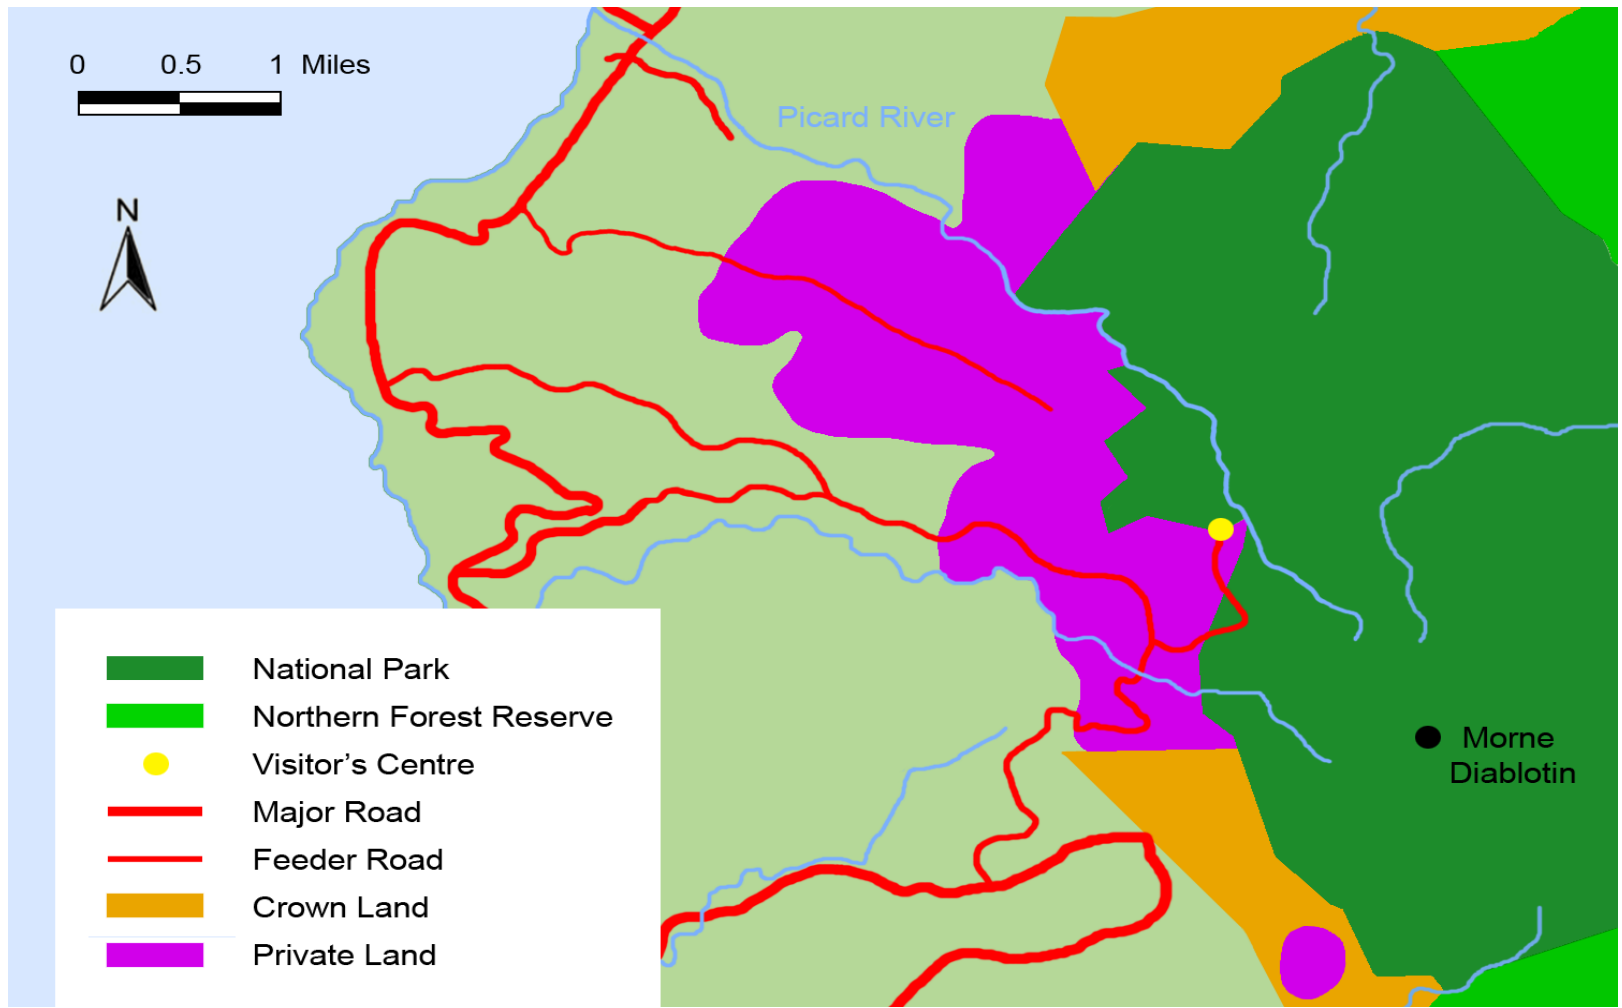 0 0.5 1 Miles
Picard River
N
National Park
Northern Forest Reserve
Visitor's Centre
Major Road
Feeder Road
Crown Land
Private Land
Morne
Diablotin